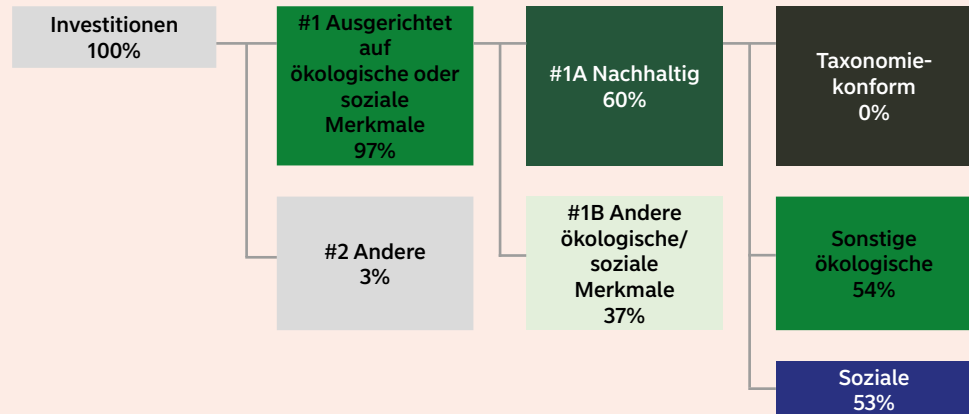 Investitionen
100%
#1 Ausgerichtet
auf
ökologische oder
soziale
Merkmale
97%
#2 Andere
3%
#1A Nachhaltig
60%
#1B Andere
ökologische/
soziale
Merkmale
37%
Taxonomie-
konform
0%
Sonstige
ökologische
54%
Soziale
53%